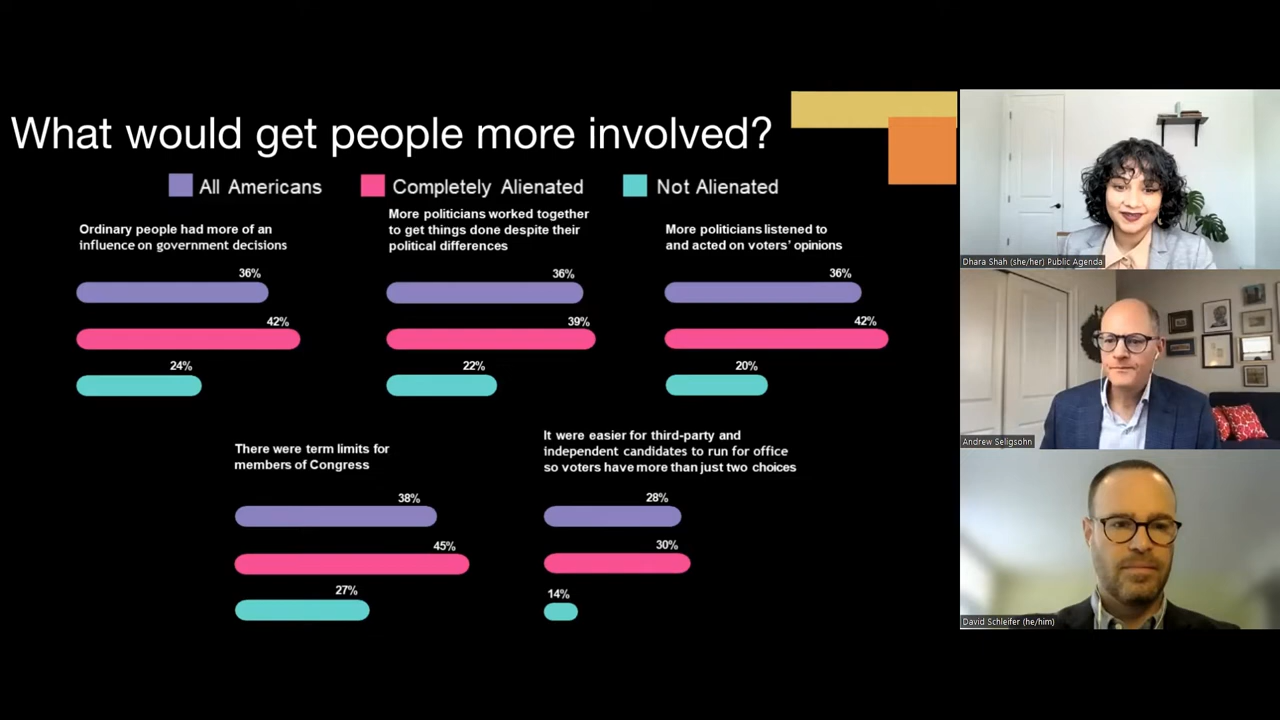 What would get people more involved?
All Americans
Completely Alienated
Not Alienated
Ordinary people had more of an
influence on government decisions
36%
42%
24%
More politicians worked together
to get things done despite their
political differences
36%
39%
22%
More politicians listened to
and acted on voters' opinions
36%
42%
20%
There were term limits for
members of Congress
38%
45%
27%
It were easier for third-party and
independent candidates to run for office
so voters have more than just two choices
28%
30%
14%
Dhara Shah (she/her) Public Agenda
Andrew Seligsohn
David Schleifer (he/him)